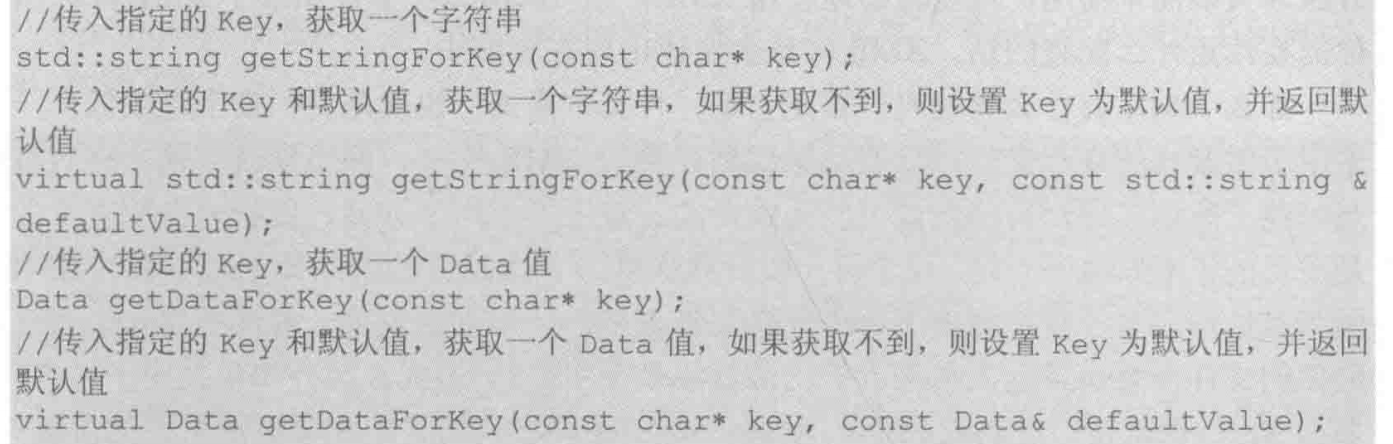 //传入指定的 Key，获取一个字符串
std::string getStringForKey(const char* key);
//传入指定的 Key 和默认值，获取一个字符串，如果获取不到，则设置 Key 为默认值，并返回默
认值
virtual std::string getStringForKey(const char* key, const std::string &
defaultValue);
//传入指定的 Key，获取一个 Data 值
Data getDataForKey(const char* key);
//传入指定的 Key 和默认值，获取一个 Data 值，如果获取不到，则设置 Key 为默认值，并返回
默认值
virtual Data getDataForKey(const char* key, const Data& defaultValue);